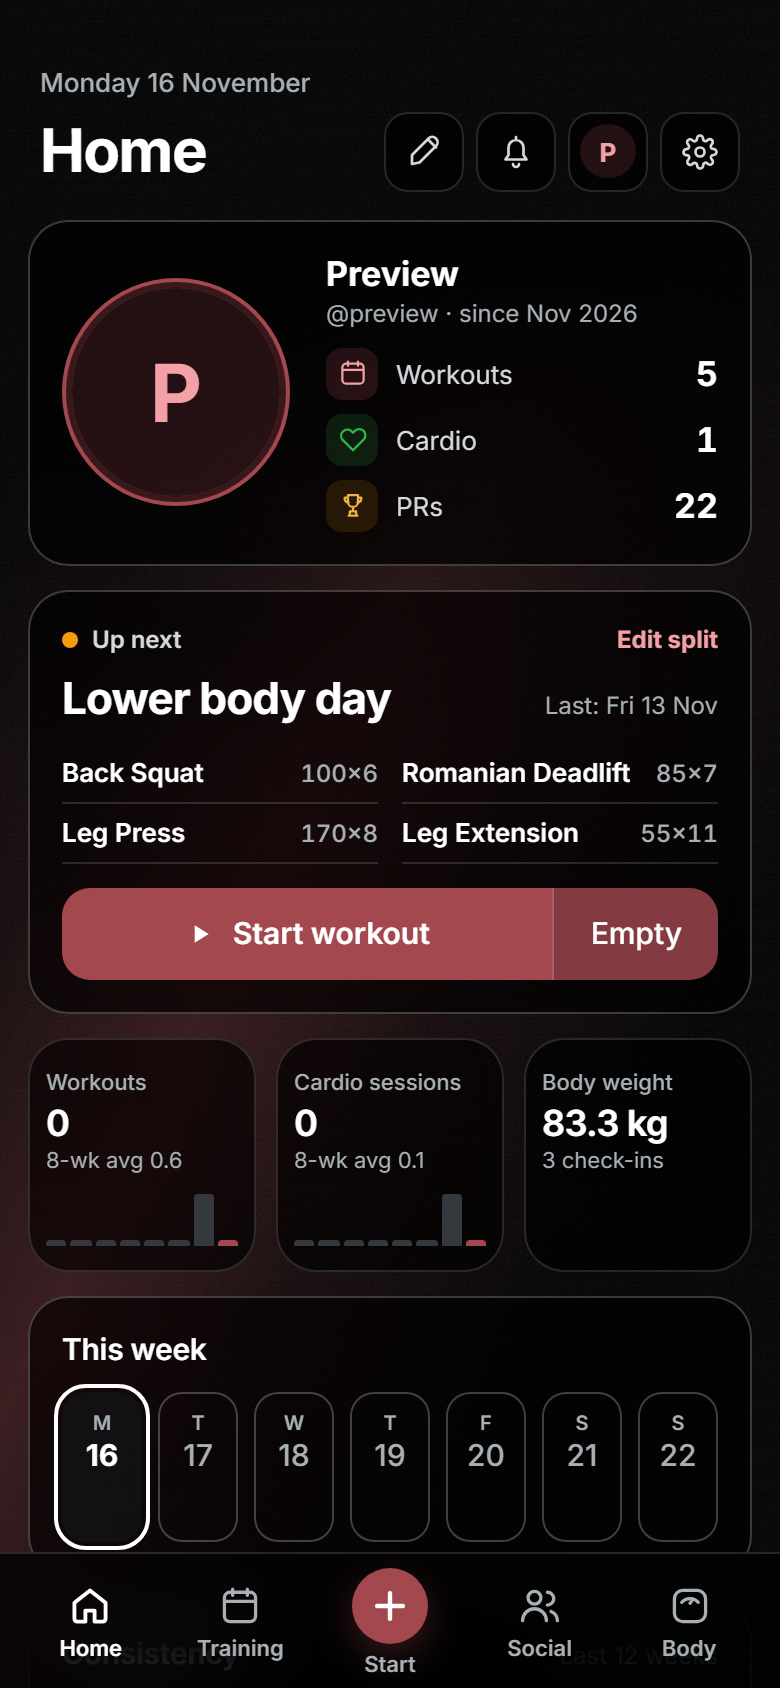 Monday 16 November
Home
P
Preview
@preview · since Nov 2026
P
Workouts 5
Cardio 1
PRs 22
Up next
Edit split
Lower body day
Last: Fri 13 Nov
Back Squat 100×6
Romanian Deadlift 85×7
Leg Press 170×8
Leg Extension 55×11
Start workout
Empty
Workouts
0
8-wk avg 0.6
Cardio sessions
0
8-wk avg 0.1
Body weight
83.3 kg
3 check-ins
This week
M T W T F S S
16 17 18 19 20 21 22
Consistency
Last 12 weeks
Home
Training
Start
Social
Body